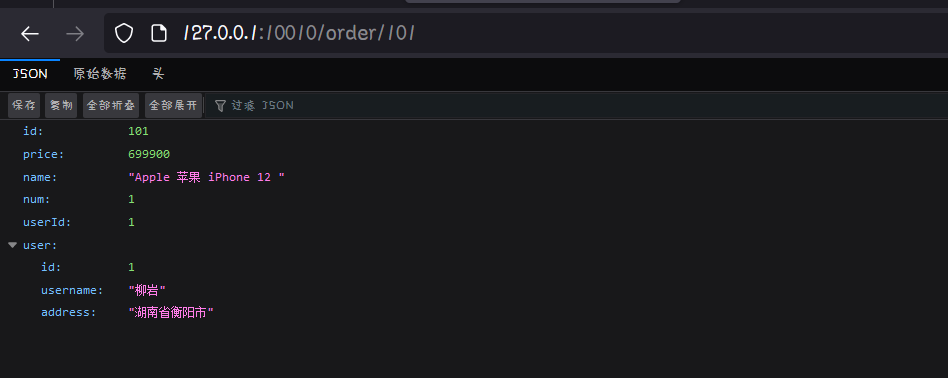 127.0.0.1:10010/order/101
JSON 原始数据 头
保存 复制 全部折叠 全部展开 过滤 JSON
id: 101
price: 699900
name: "Apple 苹果 iPhone 12 "
num: 1
userId: 1
user:
id: 1
username: "柳岩"
address: "湖南省衡阳市"